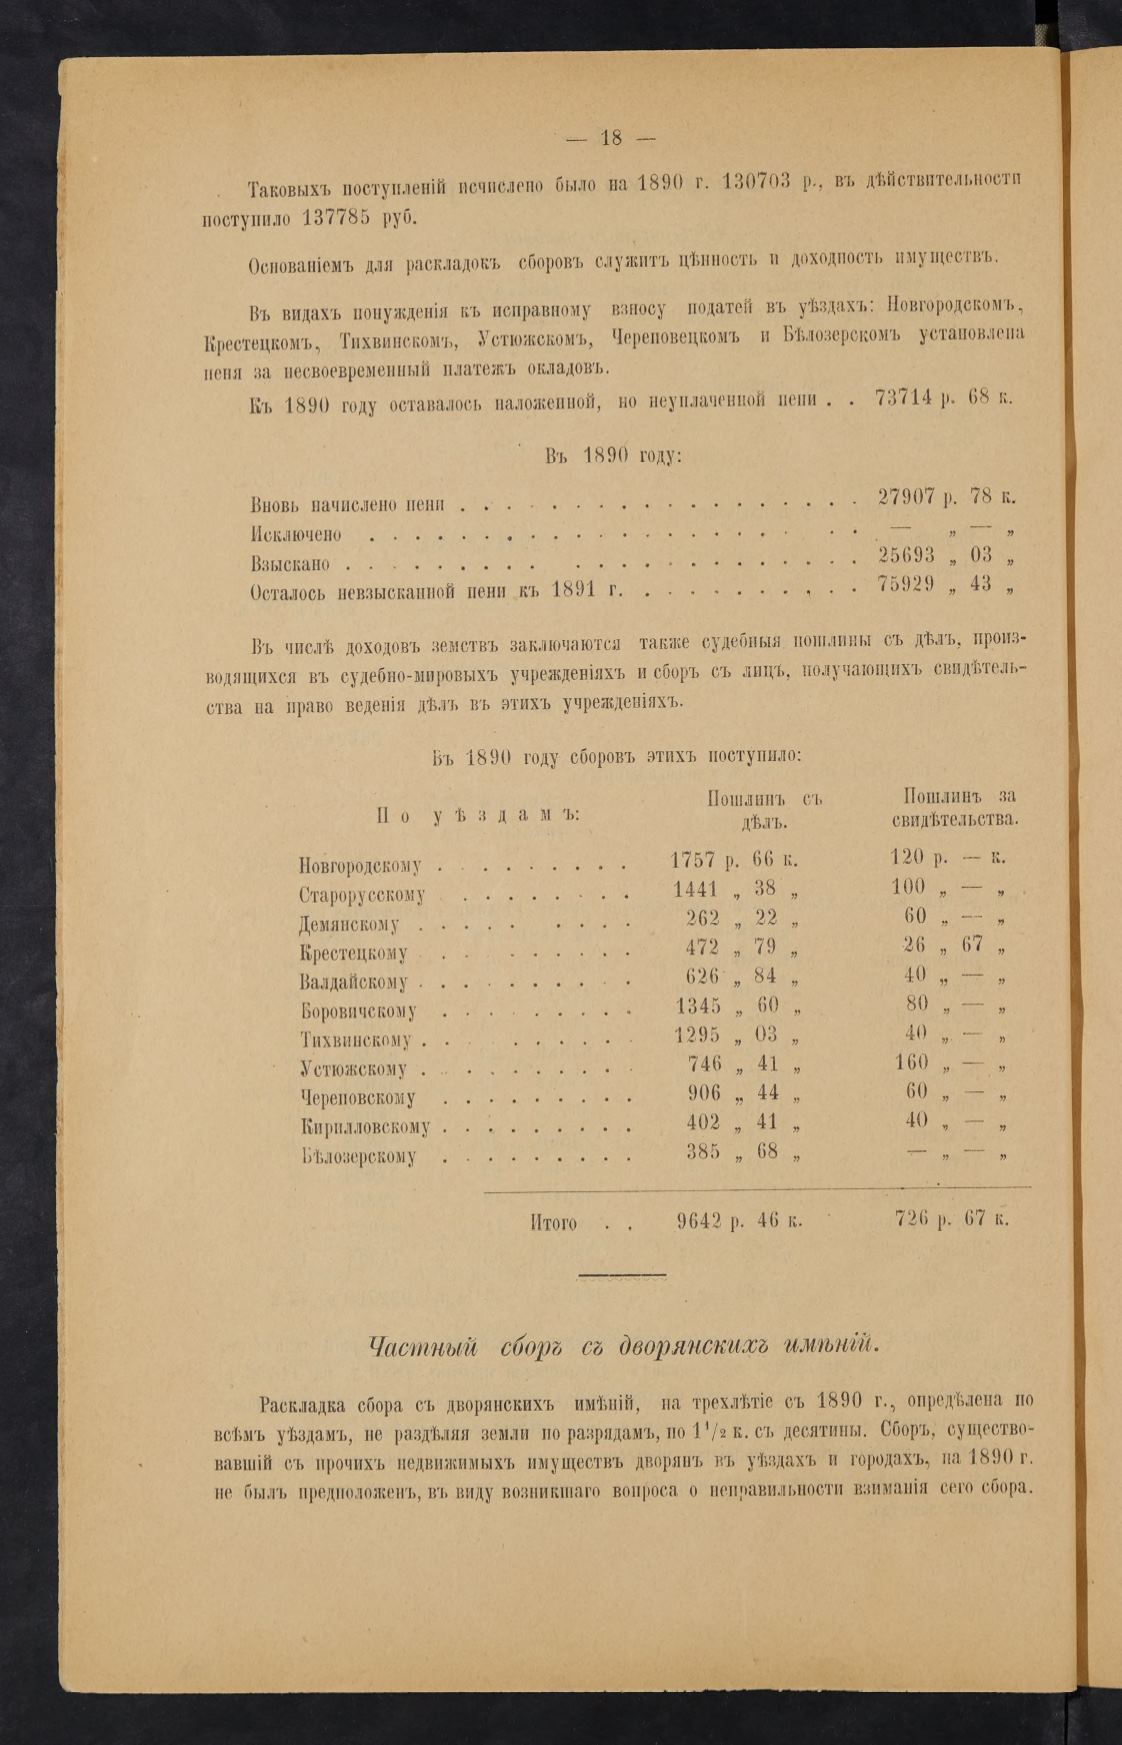 — 18 —
Таковыхъ поступленій исчислено было на 1890 г. 130703 р., въ дѣйствительности
поступило 137785 руб.
Основаніемъ для раскладокъ сборовъ служитъ цѣнность и доходность имуществъ.
Въ видахъ понужденія къ исправному взносу податей въ уѣздахъ: Новгородскомъ,
Крестецкомъ, Тихвинскомъ, Устюжскомъ, Череповецкомъ и Бѣлозерскомъ установлена
пеня за несвоевременный платежъ окладовъ.
Къ 1890 году оставалось наложенной, но неуплаченной пени . . 73714 р. 68 к.
Въ 1890 году:
Вновь начислено пени . . . . . . . . . . . . . . . . . 27907 р. 78 к.
Исключено . . . . . . . . . . . . . . . . . . . . — „ — „
Взыскано . . . . . . . . . . . . . . . . . . . . . 25693 „ 03 „
Осталось невзысканной пени къ 1891 г. . . . . . . . . . . 75929 „ 43 „
Въ числѣ доходовъ земствъ заключаются также судебныя пошлины съ дѣлъ, произ-
водящихся въ судебно-мировыхъ учрежденіяхъ и сборъ съ лицъ, получающихъ свидѣтель-
ства на право веденія дѣлъ въ этихъ учрежденіяхъ.
Въ 1890 году сборовъ этихъ поступило:
По уѣздамъ: Пошлинъ съ дѣлъ. Пошлинъ за свидѣтельства.
Новгородскому . . . . . . . . . 1757 р. 66 к. 120 р. — к.
Старорусскому . . . . . . . . 1441 „ 38 „ 100 „ — „
Демянскому . . . . . . . . . 262 „ 22 „ 60 „ — „
Крестецкому . . . . . . . . . 472 „ 79 „ 26 „ 67 „
Валдайскому . . . . . . . . . . 626 „ 84 „ 40 „ — „
Боровичскому . . . . . . . . . 1345 „ 60 „ 80 „ — „
Тихвинскому . . . . . . . . 1295 „ 03 „ 40 „ — „
Устюжскому . . . . . . . . . . 746 „ 41 „ 160 „ — „
Череповскому . . . . . . . . . 906 „ 44 „ 60 „ — „
Кирилловскому . . . . . . . . . 402 „ 41 „ 40 „ — „
Бѣлозерскому . . . . . . . . . 385 „ 68 „ — „ — „
Итого . . 9642 р. 46 к. 726 р. 67 к.
Частный сборъ съ дворянскихъ имѣній.
Раскладка сбора съ дворянскихъ имѣній, на трехлѣтіе съ 1890 г., опредѣлена по
всѣмъ уѣздамъ, не раздѣляя земли по разрядамъ, по 1¹/₂ к. съ десятины. Сборъ, существо-
вавшій съ прочихъ недвижимыхъ имуществъ дворянъ въ уѣздахъ и городахъ, на 1890 г.
не былъ предположенъ, въ виду возникшаго вопроса о неправильности взиманія сего сбора.